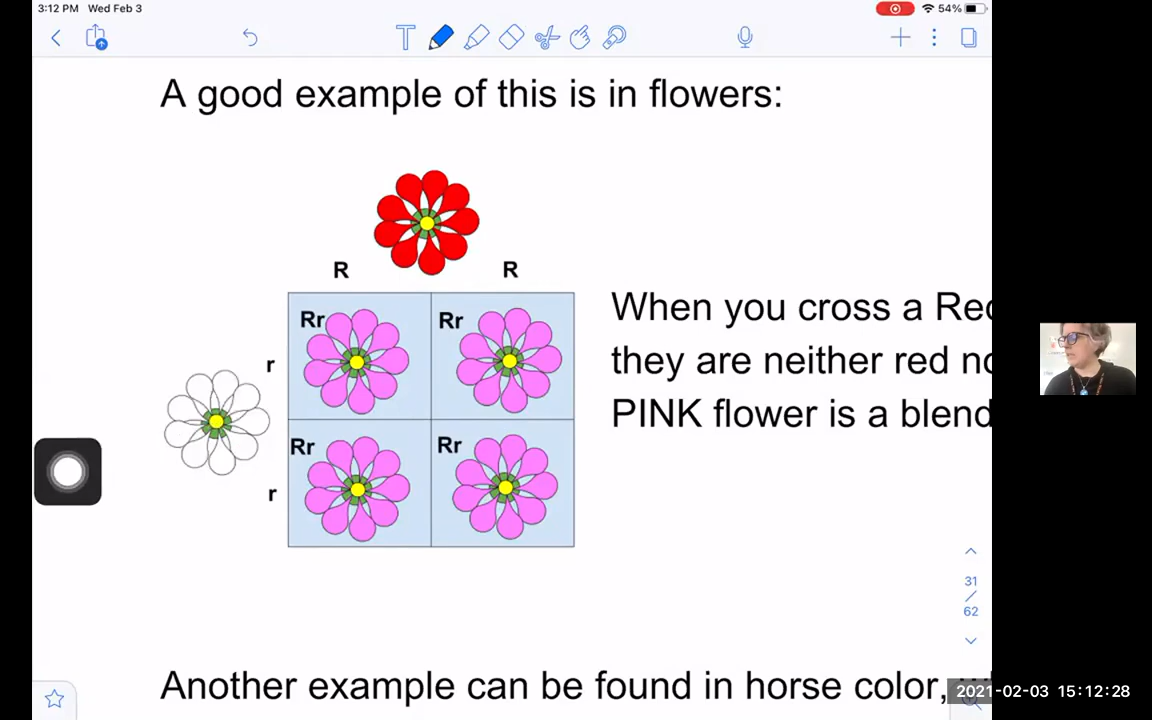 3:12 PM Wed Feb 3
54%
T
A good example of this is in flowers:
R R
Rr Rr
r
Rr Rr
r
When you cross a Red
they are neither red no
PINK flower is a blend
31
/
62
Another example can be found in horse color,
2021-02-03 15:12:28